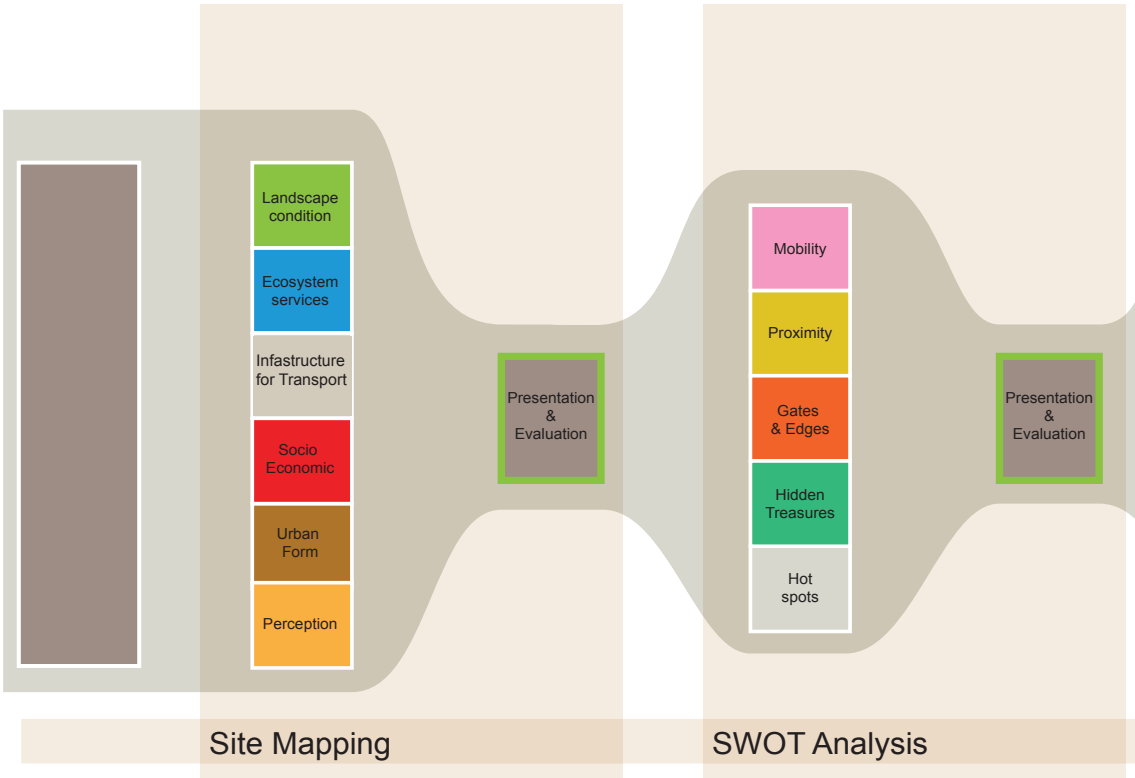 Landscape
condition
Ecosystem
services
Infastructure
for Transport
Socio
Economic
Urban
Form
Perception
Presentation
&
Evaluation
Mobility
Proximity
Gates
& Edges
Hidden
Treasures
Hot
spots
Presentation
&
Evaluation
Site Mapping
SWOT Analysis